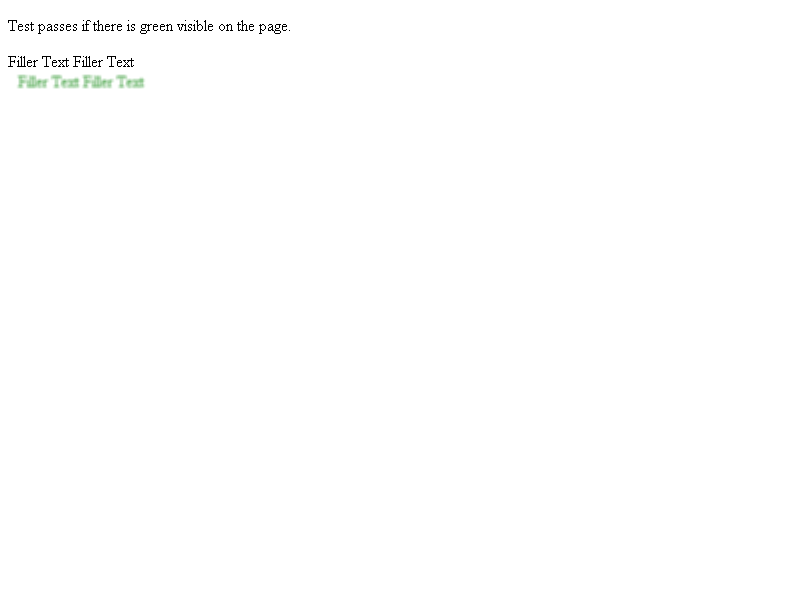 Test passes if there is green visible on the page.
Filler Text Filler Text
Filler Text Filler Text